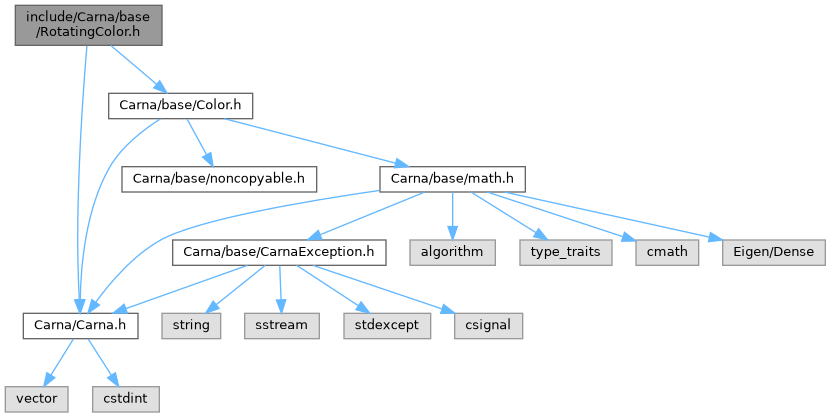 include/Carna/base
/RotatingColor.h
Carna/base/Color.h
Carna/base/noncopyable.h
Carna/base/math.h
Carna/base/CarnaException.h
algorithm
type_traits
cmath
Eigen/Dense
Carna/Carna.h
string
sstream
stdexcept
csignal
vector
cstdint